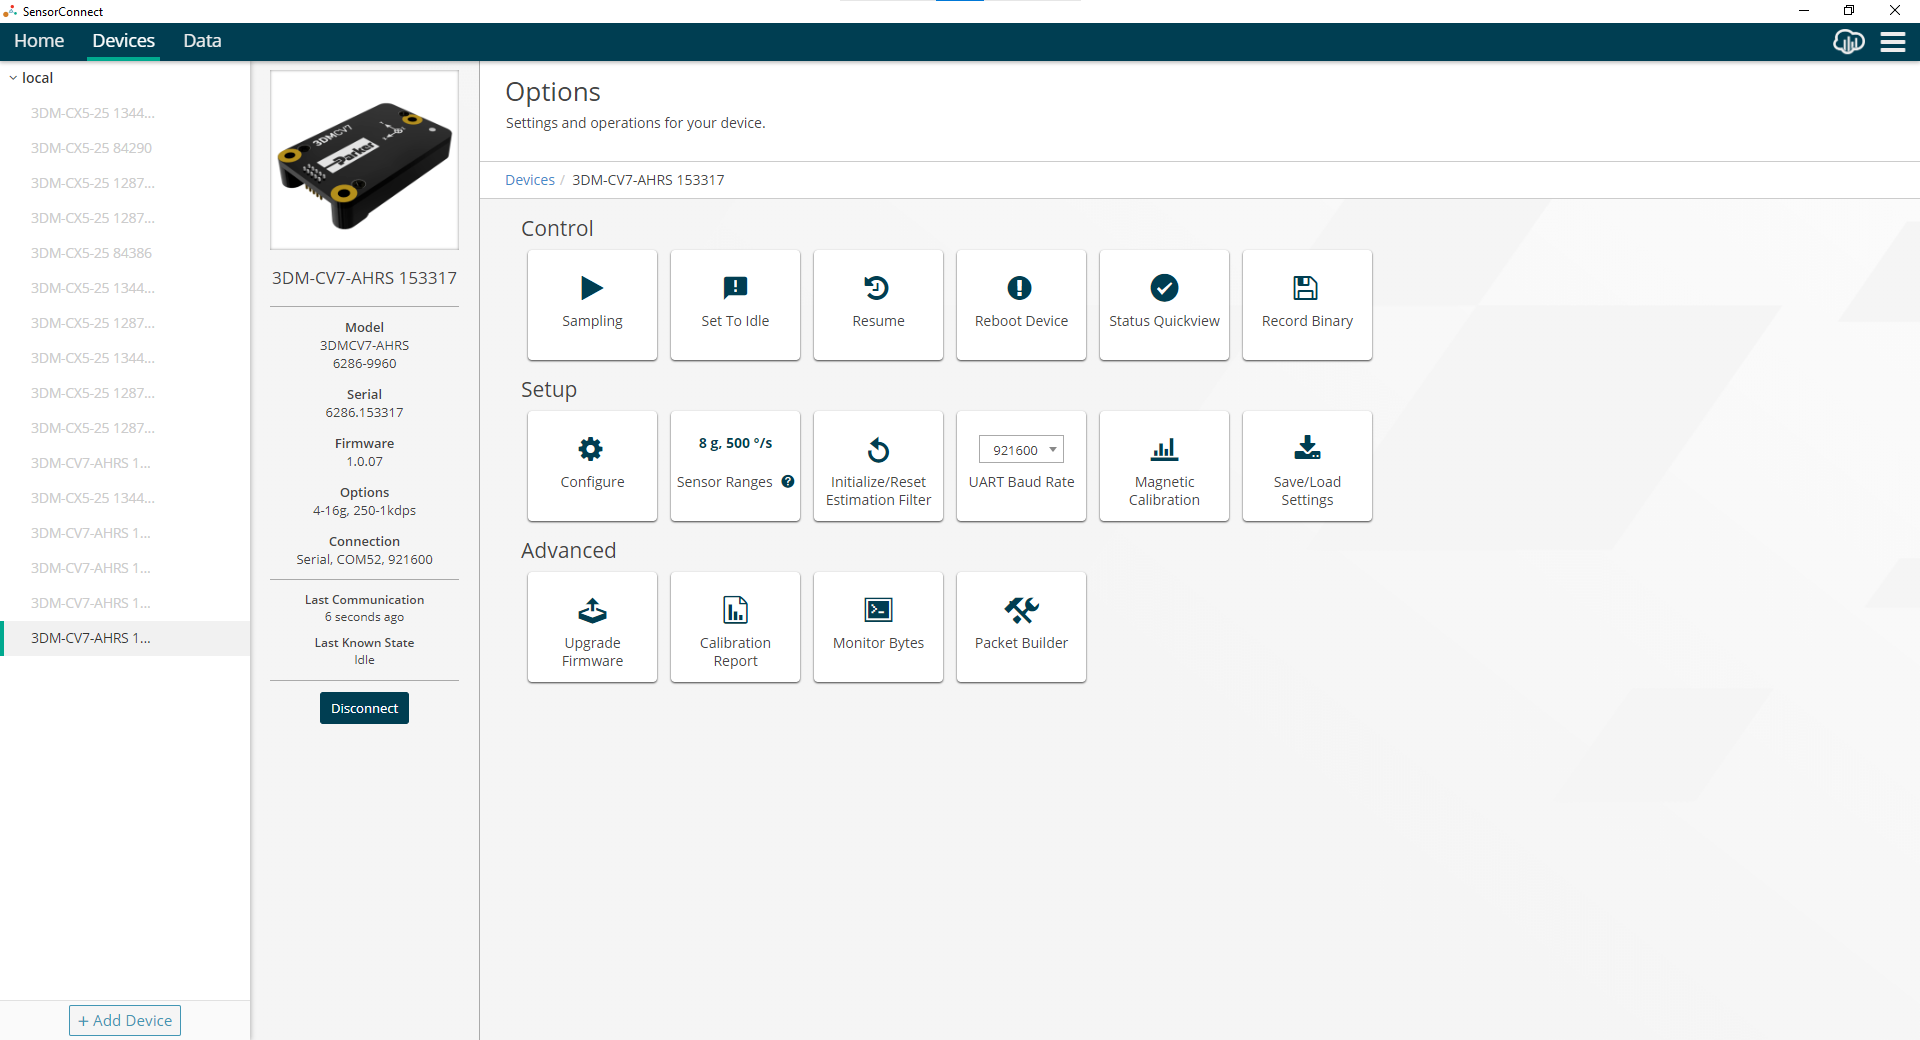 SensorConnect
Home Devices Data
local
3DM-CX5-25 1344...
3DM-CX5-25 84290
3DM-CX5-25 1287...
3DM-CX5-25 1287...
3DM-CX5-25 84386
3DM-CX5-25 1344...
3DM-CX5-25 1287...
3DM-CX5-25 1344...
3DM-CX5-25 1287...
3DM-CX5-25 1287...
3DM-CV7-AHRS 1...
3DM-CX5-25 1344...
3DM-CV7-AHRS 1...
3DM-CV7-AHRS 1...
3DM-CV7-AHRS 1...
3DM-CV7-AHRS 1...
+ Add Device
3DMCV7
Parker
3DM-CV7-AHRS 153317
Model
3DMCV7-AHRS
6286-9960
Serial
6286.153317
Firmware
1.0.07
Options
4-16g, 250-1kdps
Connection
Serial, COM52, 921600
Last Communication
6 seconds ago
Last Known State
Idle
Disconnect
Options
Settings and operations for your device.
Devices / 3DM-CV7-AHRS 153317
Control
Sampling
Set To Idle
Resume
Reboot Device
Status Quickview
Record Binary
Setup
Configure
8 g, 500 °/s
Sensor Ranges ?
Initialize/Reset
Estimation Filter
921600
UART Baud Rate
Magnetic
Calibration
Save/Load
Settings
Advanced
Upgrade
Firmware
Calibration
Report
Monitor Bytes
Packet Builder